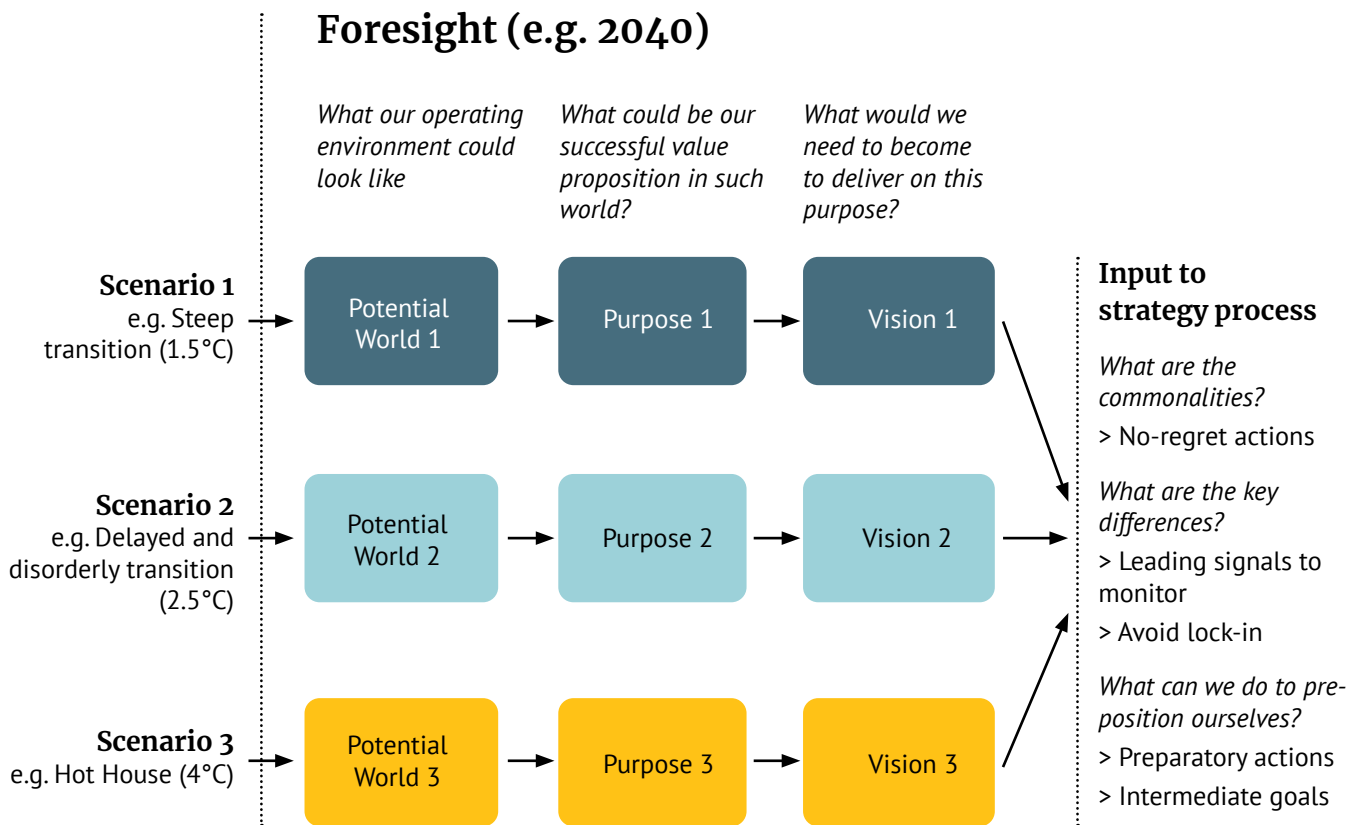 Foresight (e.g. 2040)
What our operating
environment could
look like
What could be our
successful value
proposition in such
world?
What would we
need to become
to deliver on this
purpose?
Scenario 1
e.g. Steep
transition (1.5°C)
Potential
World 1
Purpose 1
Vision 1
Scenario 2
e.g. Delayed and
disorderly transition
(2.5°C)
Potential
World 2
Purpose 2
Vision 2
Scenario 3
e.g. Hot House (4°C)
Potential
World 3
Purpose 3
Vision 3
Input to
strategy process
What are the
commonalities?
> No-regret actions
What are the key
differences?
> Leading signals to
monitor
> Avoid lock-in
What can we do to pre-
position ourselves?
> Preparatory actions
> Intermediate goals